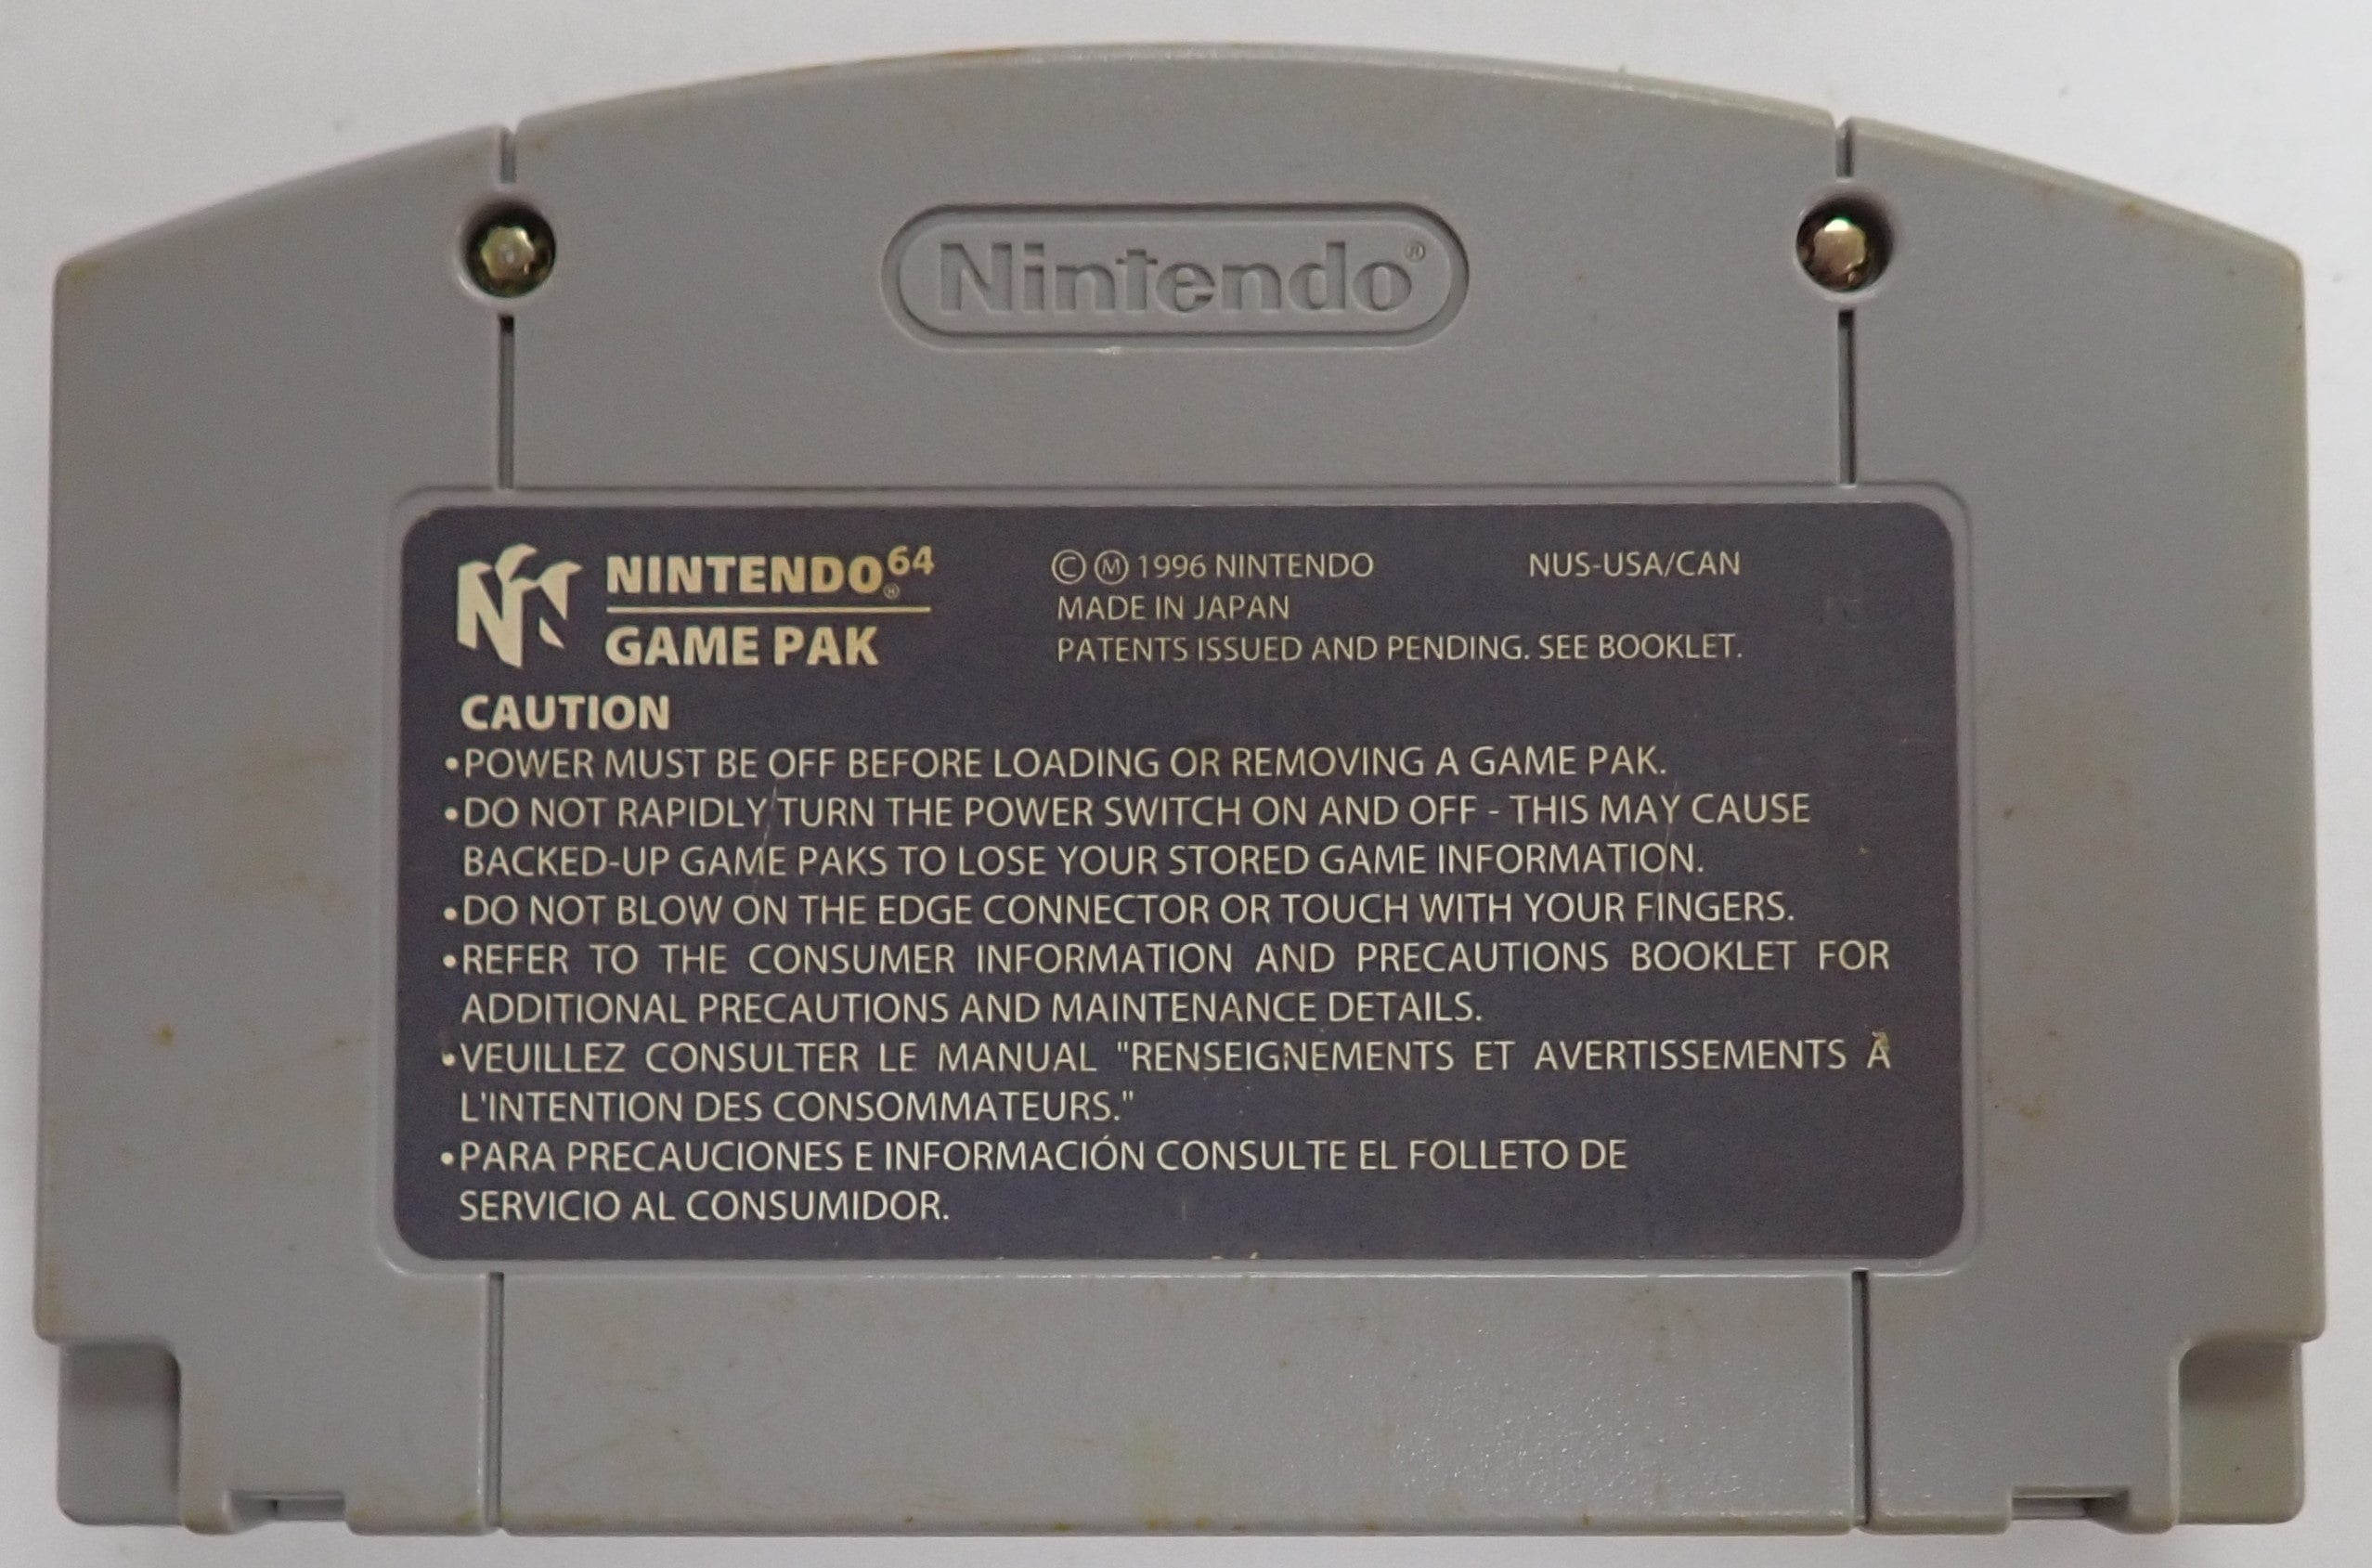 Nintendo®
NINTENDO64®
GAME PAK
Ⓒ Ⓜ 1996 NINTENDO NUS-USA/CAN
MADE IN JAPAN
PATENTS ISSUED AND PENDING. SEE BOOKLET.
CAUTION
•POWER MUST BE OFF BEFORE LOADING OR REMOVING A GAME PAK.
•DO NOT RAPIDLY TURN THE POWER SWITCH ON AND OFF - THIS MAY CAUSE
BACKED-UP GAME PAKS TO LOSE YOUR STORED GAME INFORMATION.
•DO NOT BLOW ON THE EDGE CONNECTOR OR TOUCH WITH YOUR FINGERS.
•REFER TO THE CONSUMER INFORMATION AND PRECAUTIONS BOOKLET FOR
ADDITIONAL PRECAUTIONS AND MAINTENANCE DETAILS.
•VEUILLEZ CONSULTER LE MANUAL "RENSEIGNEMENTS ET AVERTISSEMENTS À
L'INTENTION DES CONSOMMATEURS."
•PARA PRECAUCIONES E INFORMACIÓN CONSULTE EL FOLLETO DE
SERVICIO AL CONSUMIDOR.